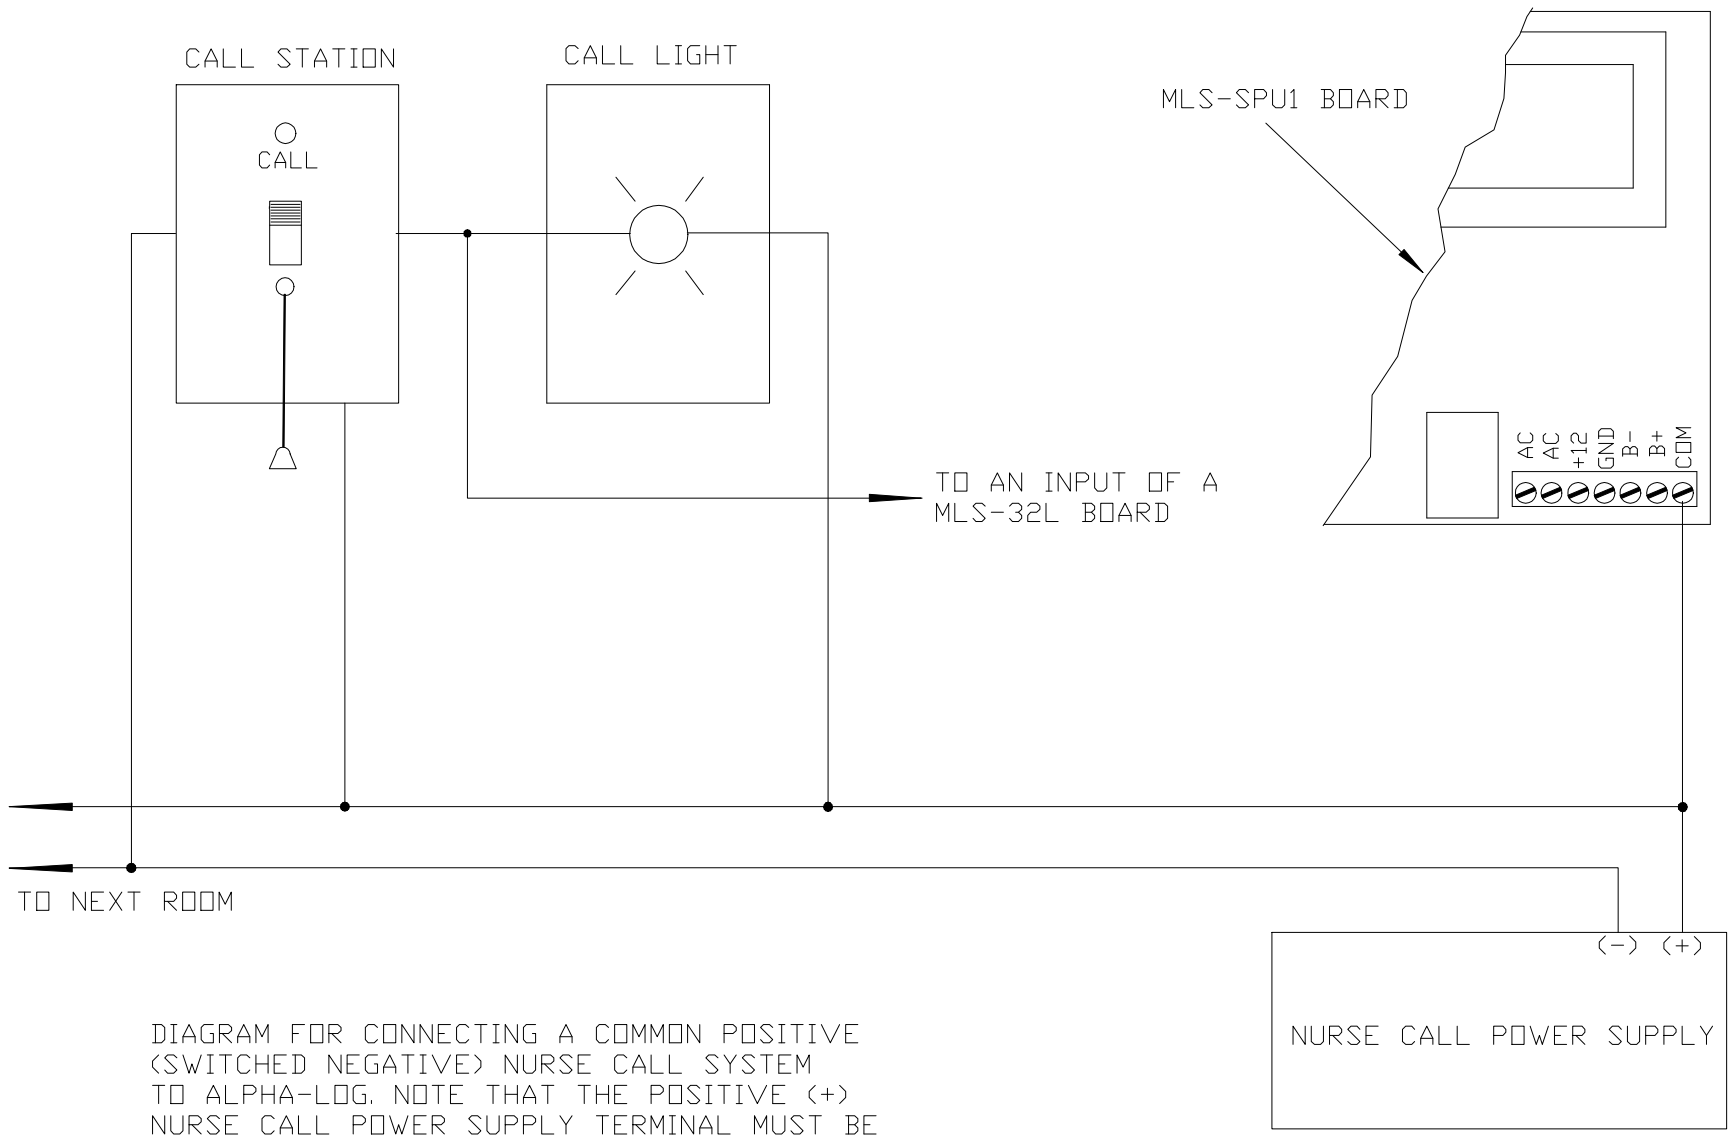 CALL STATION
CALL LIGHT
MLS-SPU1 BOARD
CALL
AC
AC
+12
GND
B-
B+
COM
TO AN INPUT OF A
MLS-32L BOARD
TO NEXT ROOM
(-) (+)
NURSE CALL POWER SUPPLY
DIAGRAM FOR CONNECTING A COMMON POSITIVE
(SWITCHED NEGATIVE) NURSE CALL SYSTEM
TO ALPHA-LOG. NOTE THAT THE POSITIVE (+)
NURSE CALL POWER SUPPLY TERMINAL MUST BE